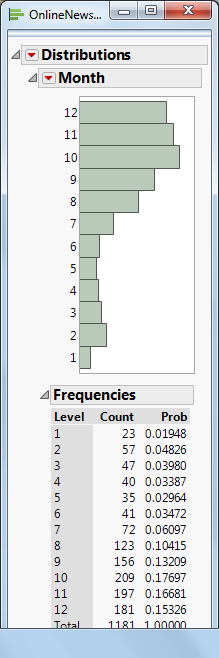 OnlineNews...
Distributions
Month
12
11
10
9
8
7
6
5
4
3
2
1
Frequencies
Level Count Prob
1 23 0.01948
2 57 0.04826
3 47 0.03980
4 40 0.03387
5 35 0.02964
6 41 0.03472
7 72 0.06097
8 123 0.10415
9 156 0.13209
10 209 0.17697
11 197 0.16681
12 181 0.15326
Total 1181 1.00000